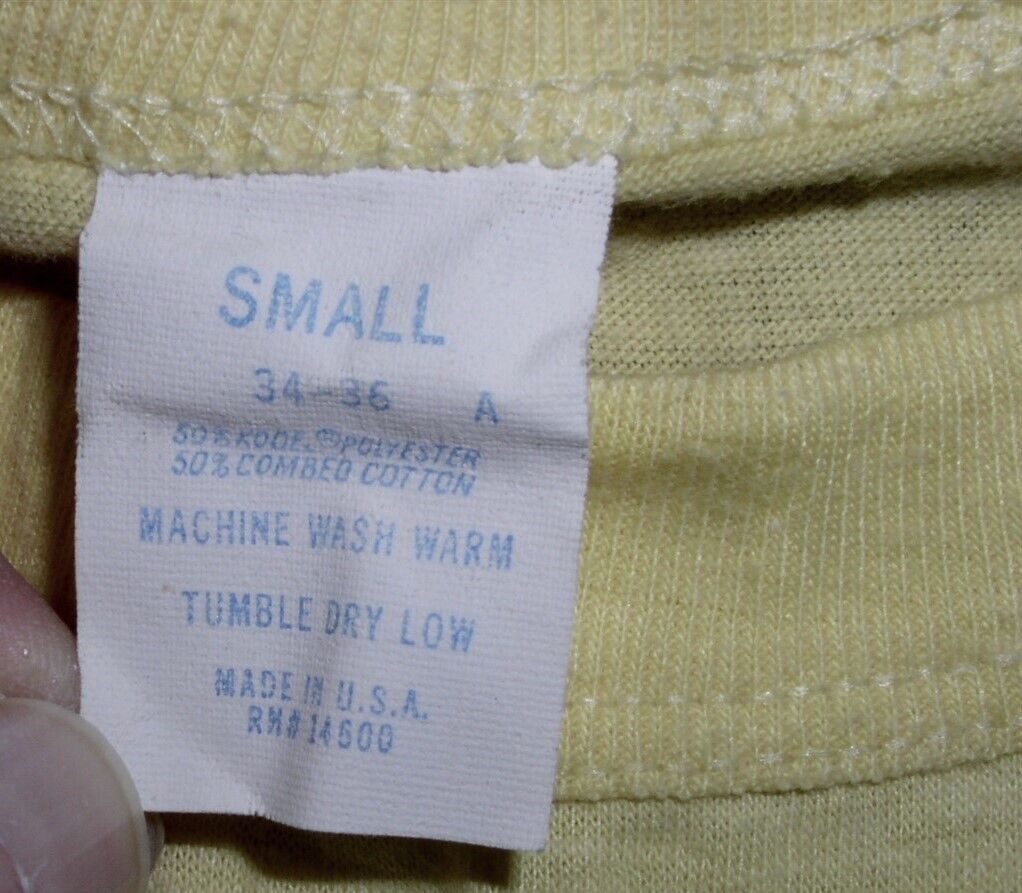 SMALL
34-36 A
50% KODEL® POLYESTER
50% COMBED COTTON
MACHINE WASH WARM
TUMBLE DRY LOW
MADE IN U.S.A.
RN# 14600